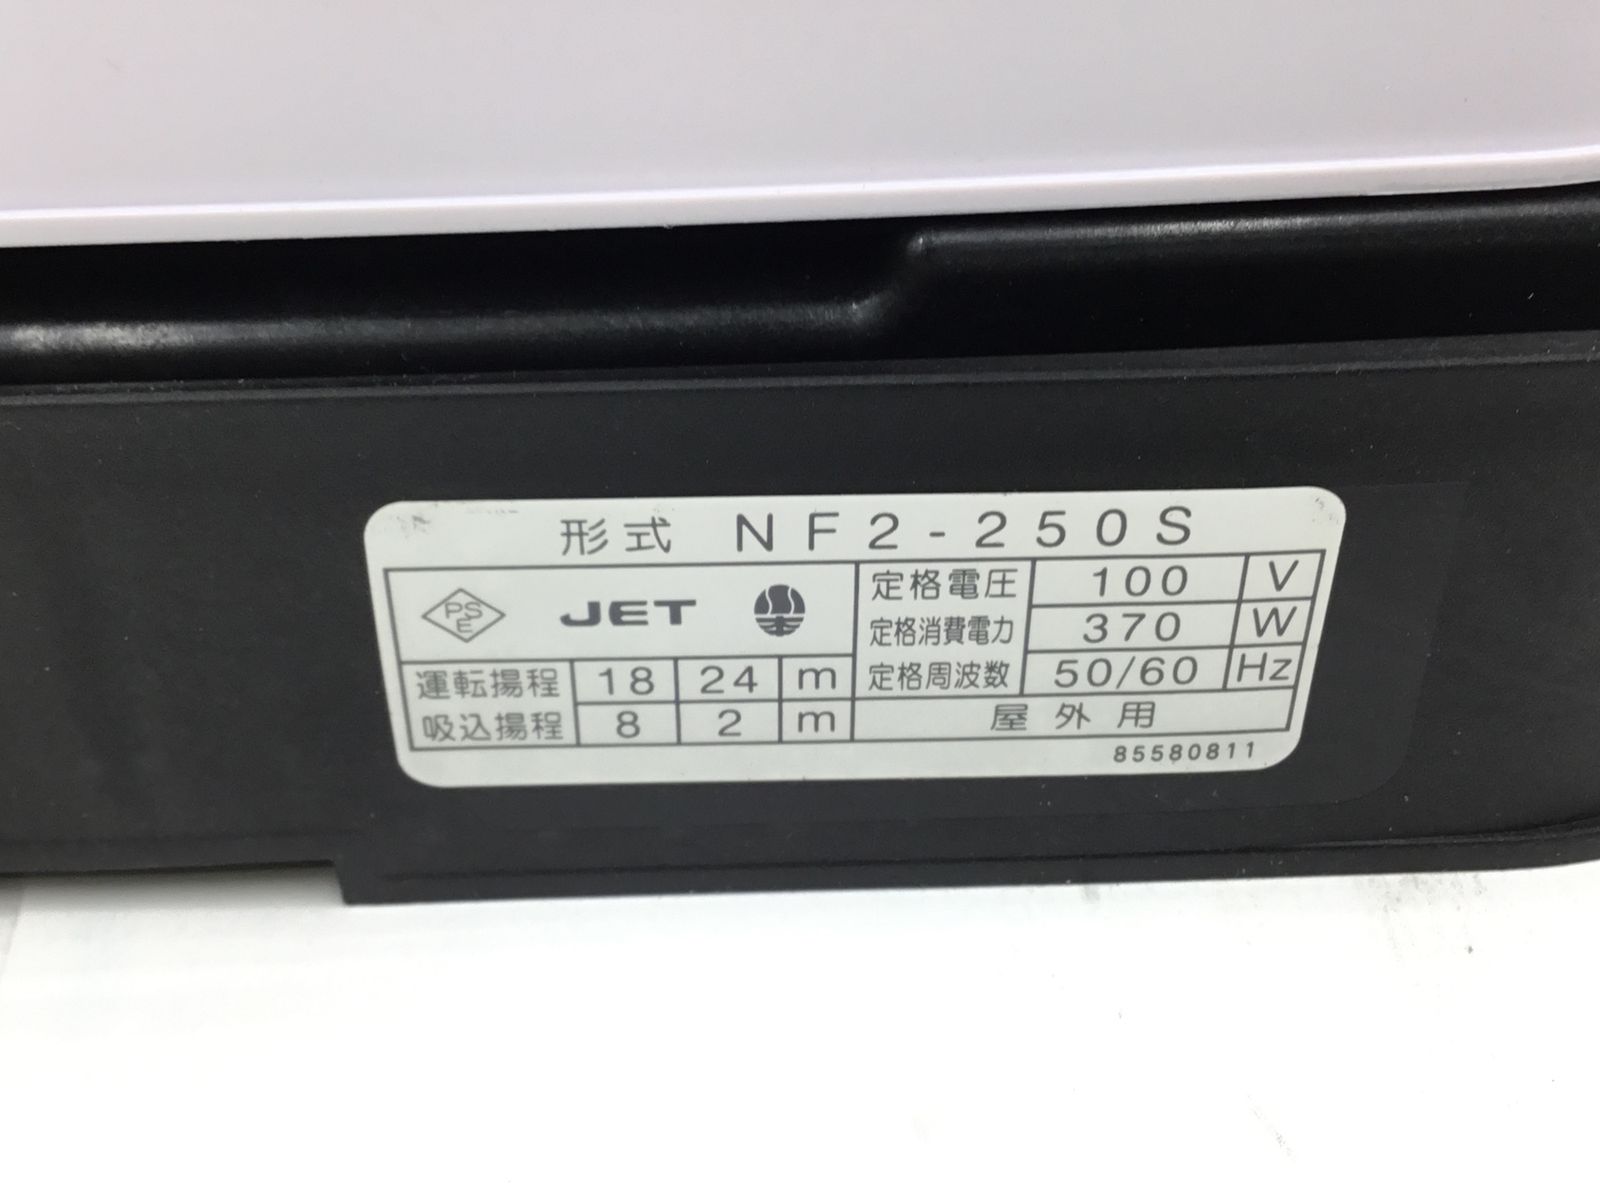 形式 NF2-250S
PSE JET
定格電圧 100 V
定格消費電力 370 W
定格周波数 50/60 Hz
運転揚程 18 24 m
吸込揚程 8 2 m
屋外用
85580811